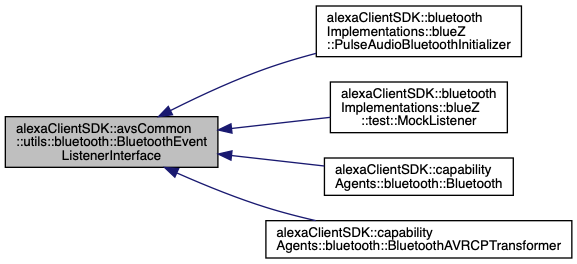 alexaClientSDK::bluetooth
Implementations::blueZ
::PulseAudioBluetoothInitializer
alexaClientSDK::bluetooth
Implementations::blueZ
::test::MockListener
alexaClientSDK::avsCommon
::utils::bluetooth::BluetoothEvent
ListenerInterface
alexaClientSDK::capability
Agents::bluetooth::Bluetooth
alexaClientSDK::capability
Agents::bluetooth::BluetoothAVRCPTransformer